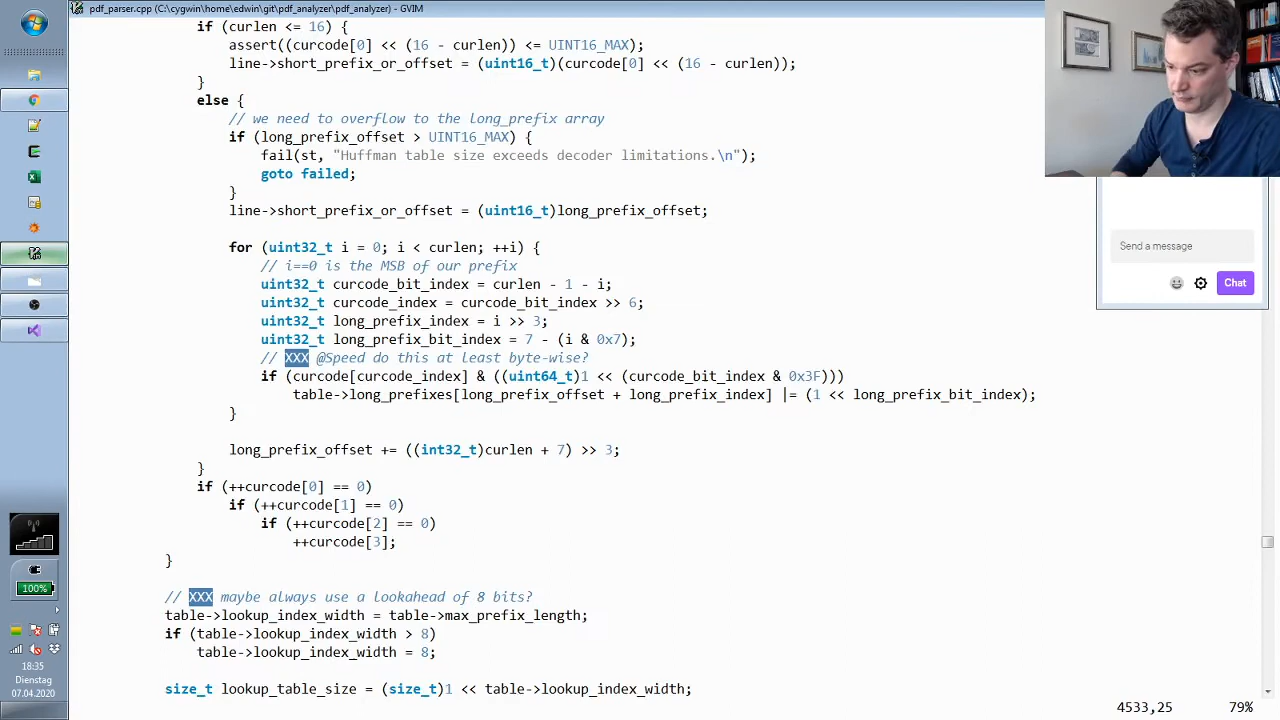 pdf_parser.cpp (C:\cygwin\home\edwin\git\pdf_analyzer\pdf_analyzer) - GVIM
if (curlen <= 16) {
assert((curcode[0] << (16 - curlen)) <= UINT16_MAX);
line->short_prefix_or_offset = (uint16_t)(curcode[0] << (16 - curlen));
}
else {
// we need to overflow to the long_prefix array
if (long_prefix_offset > UINT16_MAX) {
fail(st, "Huffman table size exceeds decoder limitations.\n");
goto failed;
}
line->short_prefix_or_offset = (uint16_t)long_prefix_offset;
for (uint32_t i = 0; i < curlen; ++i) {
// i==0 is the MSB of our prefix
uint32_t curcode_bit_index = curlen - 1 - i;
uint32_t curcode_index = curcode_bit_index >> 6;
uint32_t long_prefix_index = i >> 3;
uint32_t long_prefix_bit_index = 7 - (i & 0x7);
// XXX @Speed do this at least byte-wise?
if (curcode[curcode_index] & ((uint64_t)1 << (curcode_bit_index & 0x3F)))
table->long_prefixes[long_prefix_offset + long_prefix_index] |= (1 << long_prefix_bit_index);
}
long_prefix_offset += ((int32_t)curlen + 7) >> 3;
}
if (++curcode[0] == 0)
if (++curcode[1] == 0)
if (++curcode[2] == 0)
++curcode[3];
}
// XXX maybe always use a lookahead of 8 bits?
table->lookup_index_width = table->max_prefix_length;
if (table->lookup_index_width > 8)
table->lookup_index_width = 8;
size_t lookup_table_size = (size_t)1 << table->lookup_index_width;
4533,25 79%
Send a message
Chat
100%
18:35
Dienstag
07.04.2020